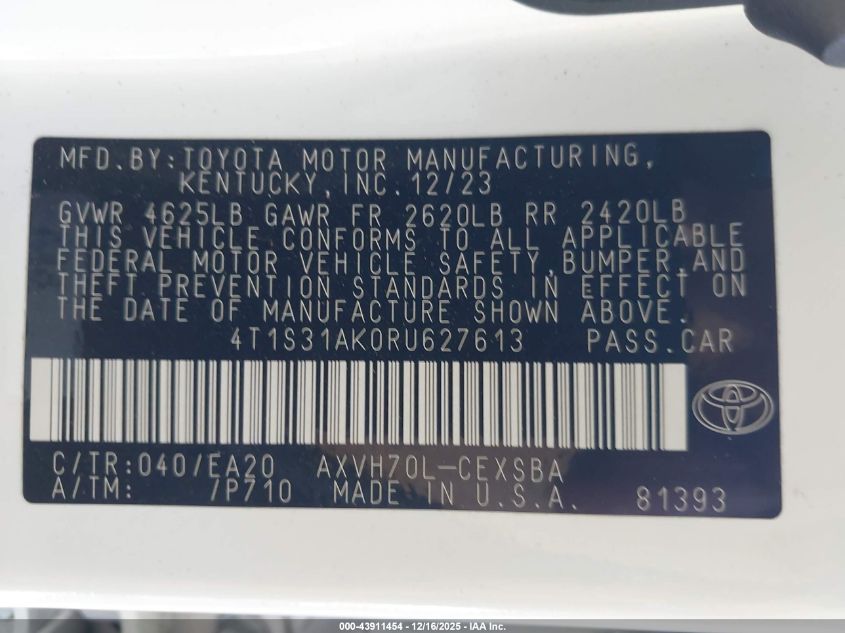 MFD.BY:TOYOTA MOTOR MANUFACTURING,
KENTUCKY,INC.12/23
GVWR 4625LB GAWR FR 2620LB RR 2420LB
THIS VEHICLE CONFORMS TO ALL APPLICABLE
FEDERAL MOTOR VEHICLE SAFETY,BUMPER,AND
THEFT PREVENTION STANDARDS IN EFFECT ON
THE DATE OF MANUFACTURE SHOWN ABOVE.
4T1S31AK0RU627613 PASS.CAR
C/TR:040/EA20 AXVH70L-CEXSBA
A/TM: /P710 MADE IN U.S.A. 81393
000-43911454 - 12/16/2025 - IAA Inc.